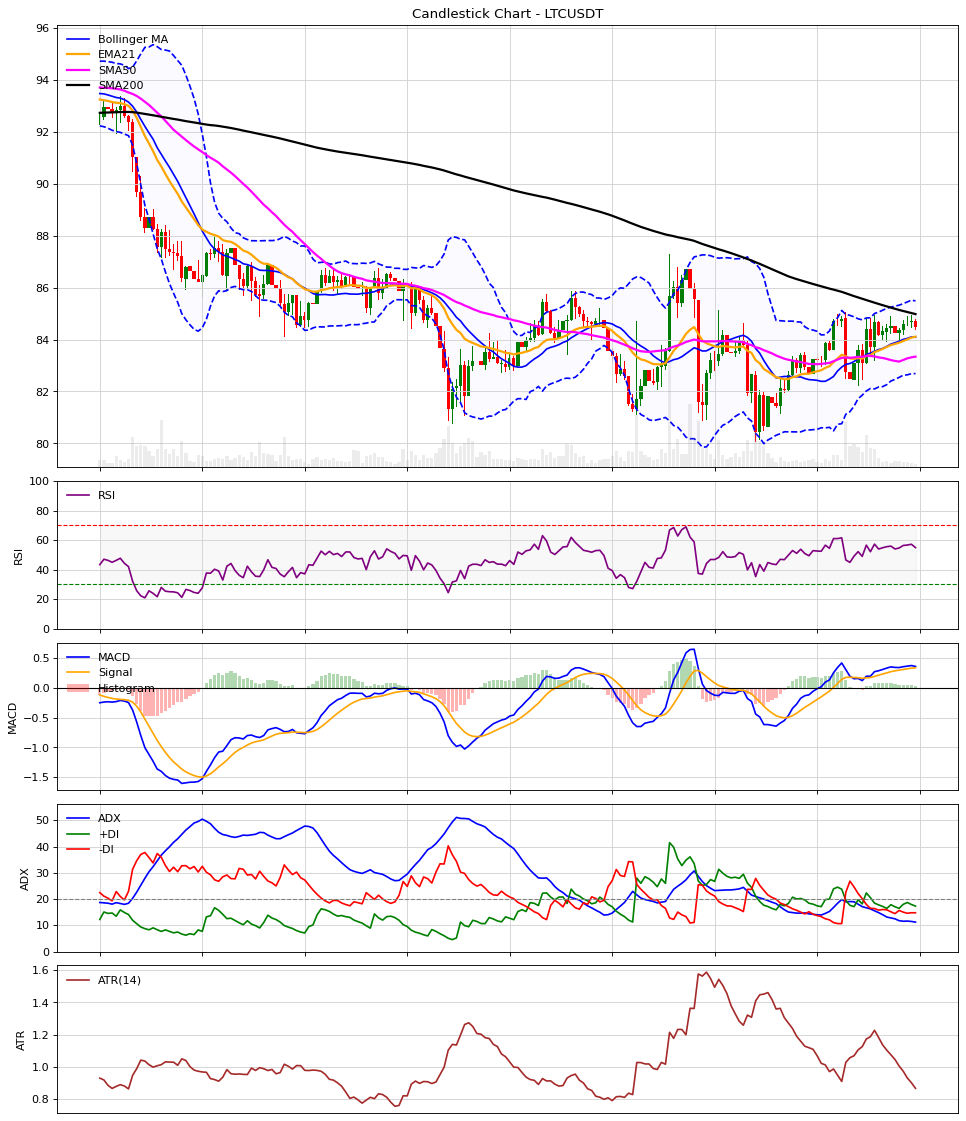 Candlestick Chart - LTCUSDT
96
94
92
90
88
86
84
82
80
Bollinger MA
EMA21
SMA50
SMA200
100
80
60
40
20
0
RSI
RSI
0.5
0.0
−0.5
−1.0
−1.5
MACD
MACD
Signal
Histogram
50
40
30
20
10
0
ADX
ADX
+DI
-DI
1.6
1.4
1.2
1.0
0.8
ATR
ATR(14)